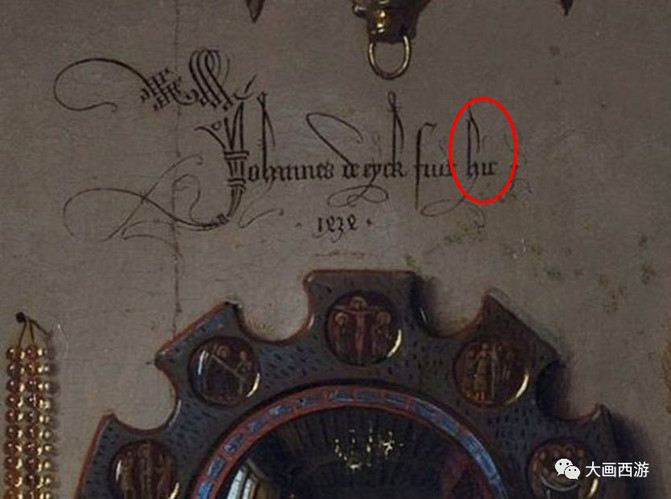 Johannes de eyck fuit hic
· 1434 ·
大画西游